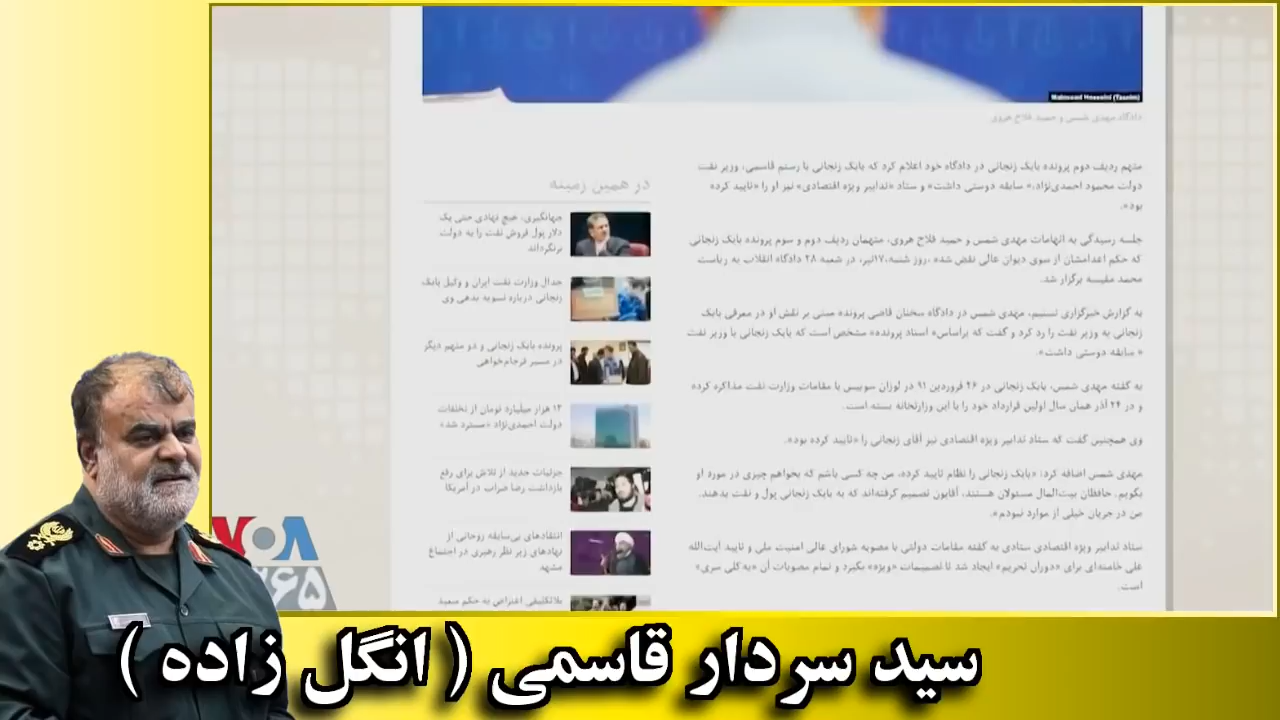 Mahmood Hosseini (Tasnim)
دادگاه مهدی شمس و حمید فلاح هروی
متهم ردیف دوم پرونده بابک زنجانی در دادگاه خود اعلام کرد که بابک زنجانی با رستم قاسمی، وزیر نفت
دولت محمود احمدی‌نژاد،« سابقه دوستی داشت» و ستاد «تدابیر ویژه اقتصادی» نیز او را «تایید کرده
بود».
جلسه رسیدگی به اتهامات مهدی شمس و حمید فلاح هروی، متهمان ردیف دوم و سوم پرونده بابک زنجانی
که حکم اعدامشان از سوی دیوان عالی نقض شده ،روز شنبه،۱۷تیر، در شعبه ۲۸ دادگاه انقلاب به ریاست
محمد مقیسه برگزار شد.
به گزارش خبرگزاری تسنیم، مهدی شمس در دادگاه سخنان قاضی پرونده مبنی بر نقش او در معرفی بابک
زنجانی به وزیر نفت را رد کرد و گفت که براساس« اسناد پرونده» مشخص است که بابک زنجانی با وزیر نفت
« سابقه دوستی داشت».
به گفته مهدی شمس، بابک زنجانی در ۲۶ فروردین ۹۱ در لوزان سوییس با مقامات وزارت نفت مذاکره کرده
و در ۲۴ آذر همان سال اولین قرارداد خود را با این وزارتخانه بسته است.
وی همچنین گفت که ستاد تدابیر ویژه اقتصادی نیز آقای زنجانی را «تایید کرده بود».
مهدی شمس اضافه کرد: «بابک زنجانی را نظام تایید کرده، من چه کسی باشم که بخواهم چیزی در مورد او
بگویم. حافظان بیت‌المال مسئولان هستند، آقایون تصمیم گرفته‌اند که به بابک زنجانی پول و نفت بدهند.
من در جریان خیلی از موارد نبودم».
ستاد تدابیر ویژه اقتصادی ستادی به گفته مقامات دولتی با مصوبه شورای عالی امنیت ملی و تایید آیت‌الله
علی خامنه‌ای برای «دوران تحریم» ایجاد شد تا تصمیمات «ویژه» بگیرد و تمام مصوبات آن «به کلی سری»
است.
در همین زمینه
جهانگیری: هیچ نهادی حتی یک
دلار پول فروش نفت را به دولت
برنگرداند
جدال وزارت نفت ایران و وکیل بابک
زنجانی درباره تسویه بدهی وی
پرونده بابک زنجانی و دو متهم دیگر
در مسیر فرجام‌خواهی
۱۲ هزار میلیارد تومان از تخلفات
دولت احمدی‌نژاد «مسترد شد»
جزئیات جدید از تلاش برای رفع
بازداشت رضا ضراب در آمریکا
انتقادهای بی‌سابقه روحانی از
نهادهای زیر نظر رهبری در اجتماع
مشهد
بلاتکلیفی اعتراض به حکم سعید
VOA
۳۶۵
سید سردار قاسمی ( انگل زاده )